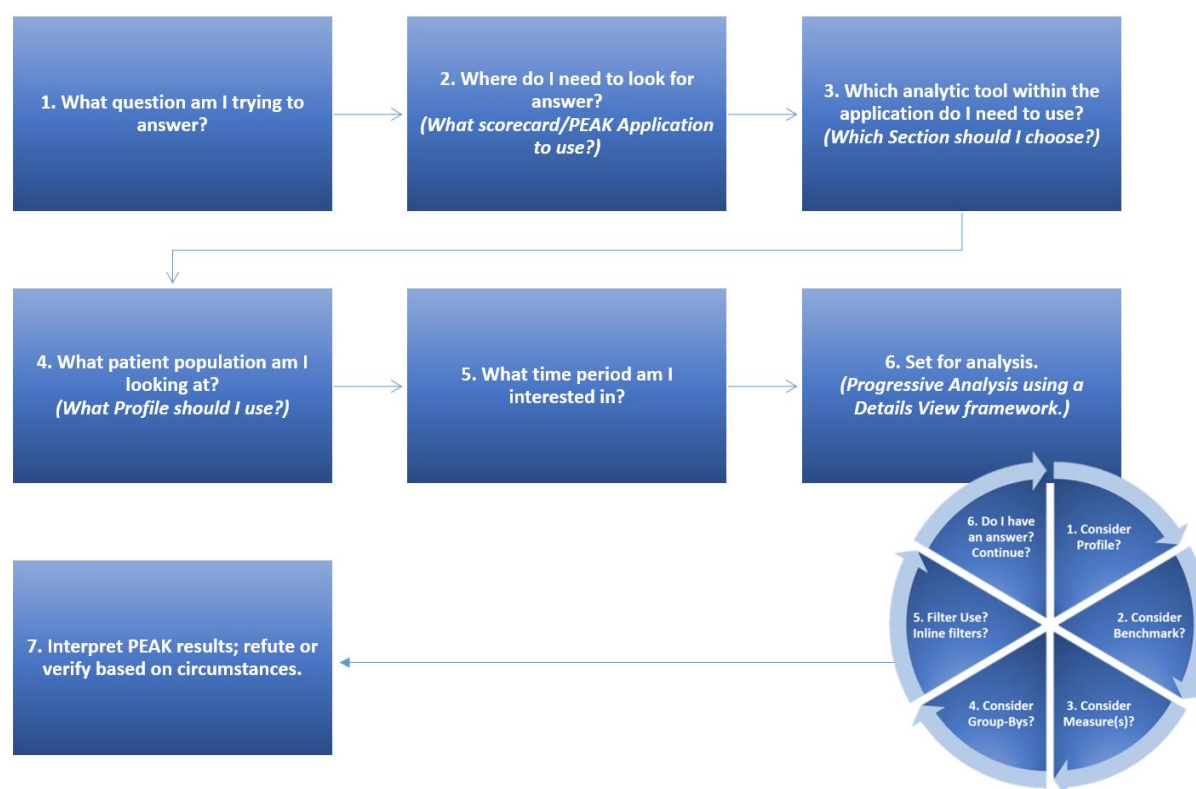 1. What question am I trying to
answer?
2. Where do I need to look for
answer?
(What scorecard/PEAK Application
to use?)
3. Which analytic tool within the
application do I need to use?
(Which Section should I choose?)
4. What patient population am I
looking at?
(What Profile should I use?)
5. What time period am I
interested in?
6. Set for analysis.
(Progressive Analysis using a
Details View framework.)
1. Consider
Profile?
2. Consider
Benchmark?
3. Consider
Measure(s)?
4. Consider
Group-Bys?
5. Filter Use?
Inline filters?
6. Do I have
an answer?
Continue?
7. Interpret PEAK results; refute or
verify based on circumstances.